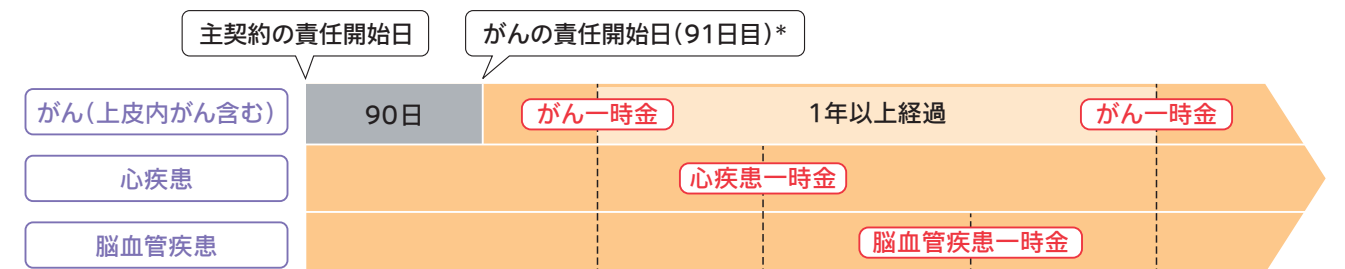 主契約の責任開始日
がんの責任開始日(91日目)*
がん(上皮内がん含む)
90日
がん一時金
1年以上経過
がん一時金
心疾患
心疾患一時金
脳血管疾患
脳血管疾患一時金